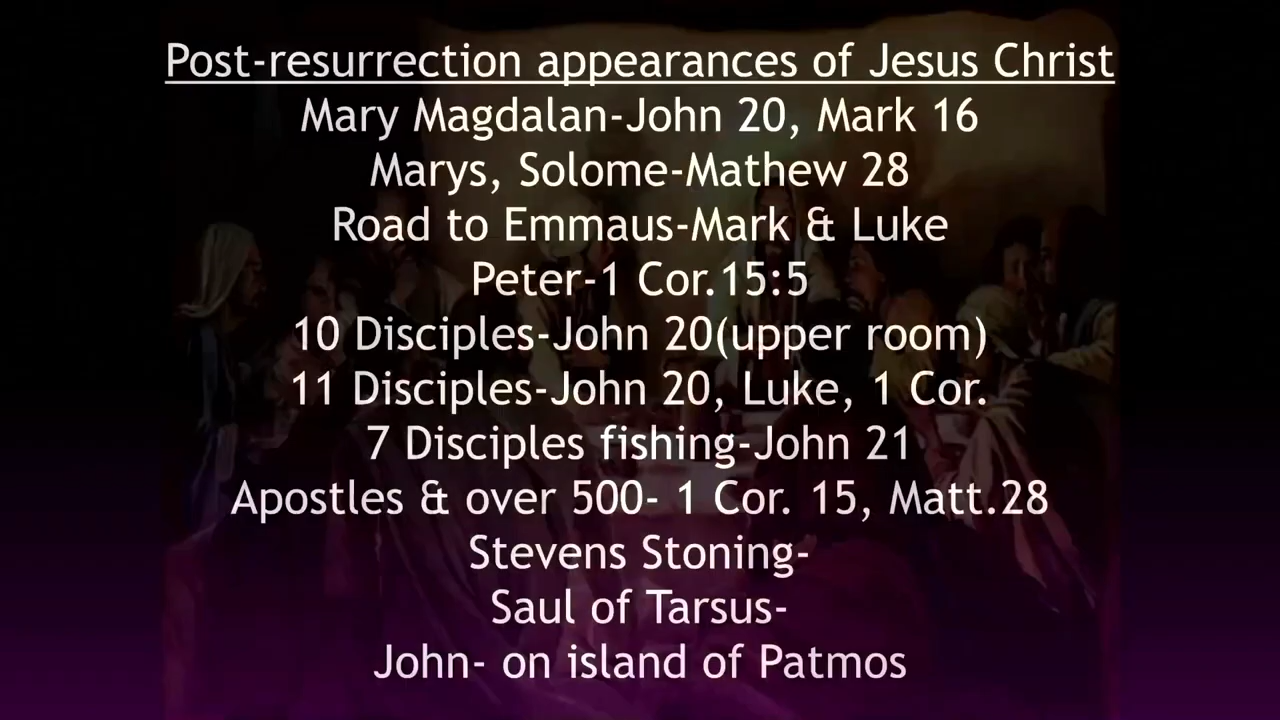 Post-resurrection appearances of Jesus Christ
Mary Magdalan-John 20, Mark 16
Marys, Solome-Mathew 28
Road to Emmaus-Mark & Luke
Peter-1 Cor.15:5
10 Disciples-John 20(upper room)
11 Disciples-John 20, Luke, 1 Cor.
7 Disciples fishing-John 21
Apostles & over 500- 1 Cor. 15, Matt.28
Stevens Stoning-
Saul of Tarsus-
John- on island of Patmos